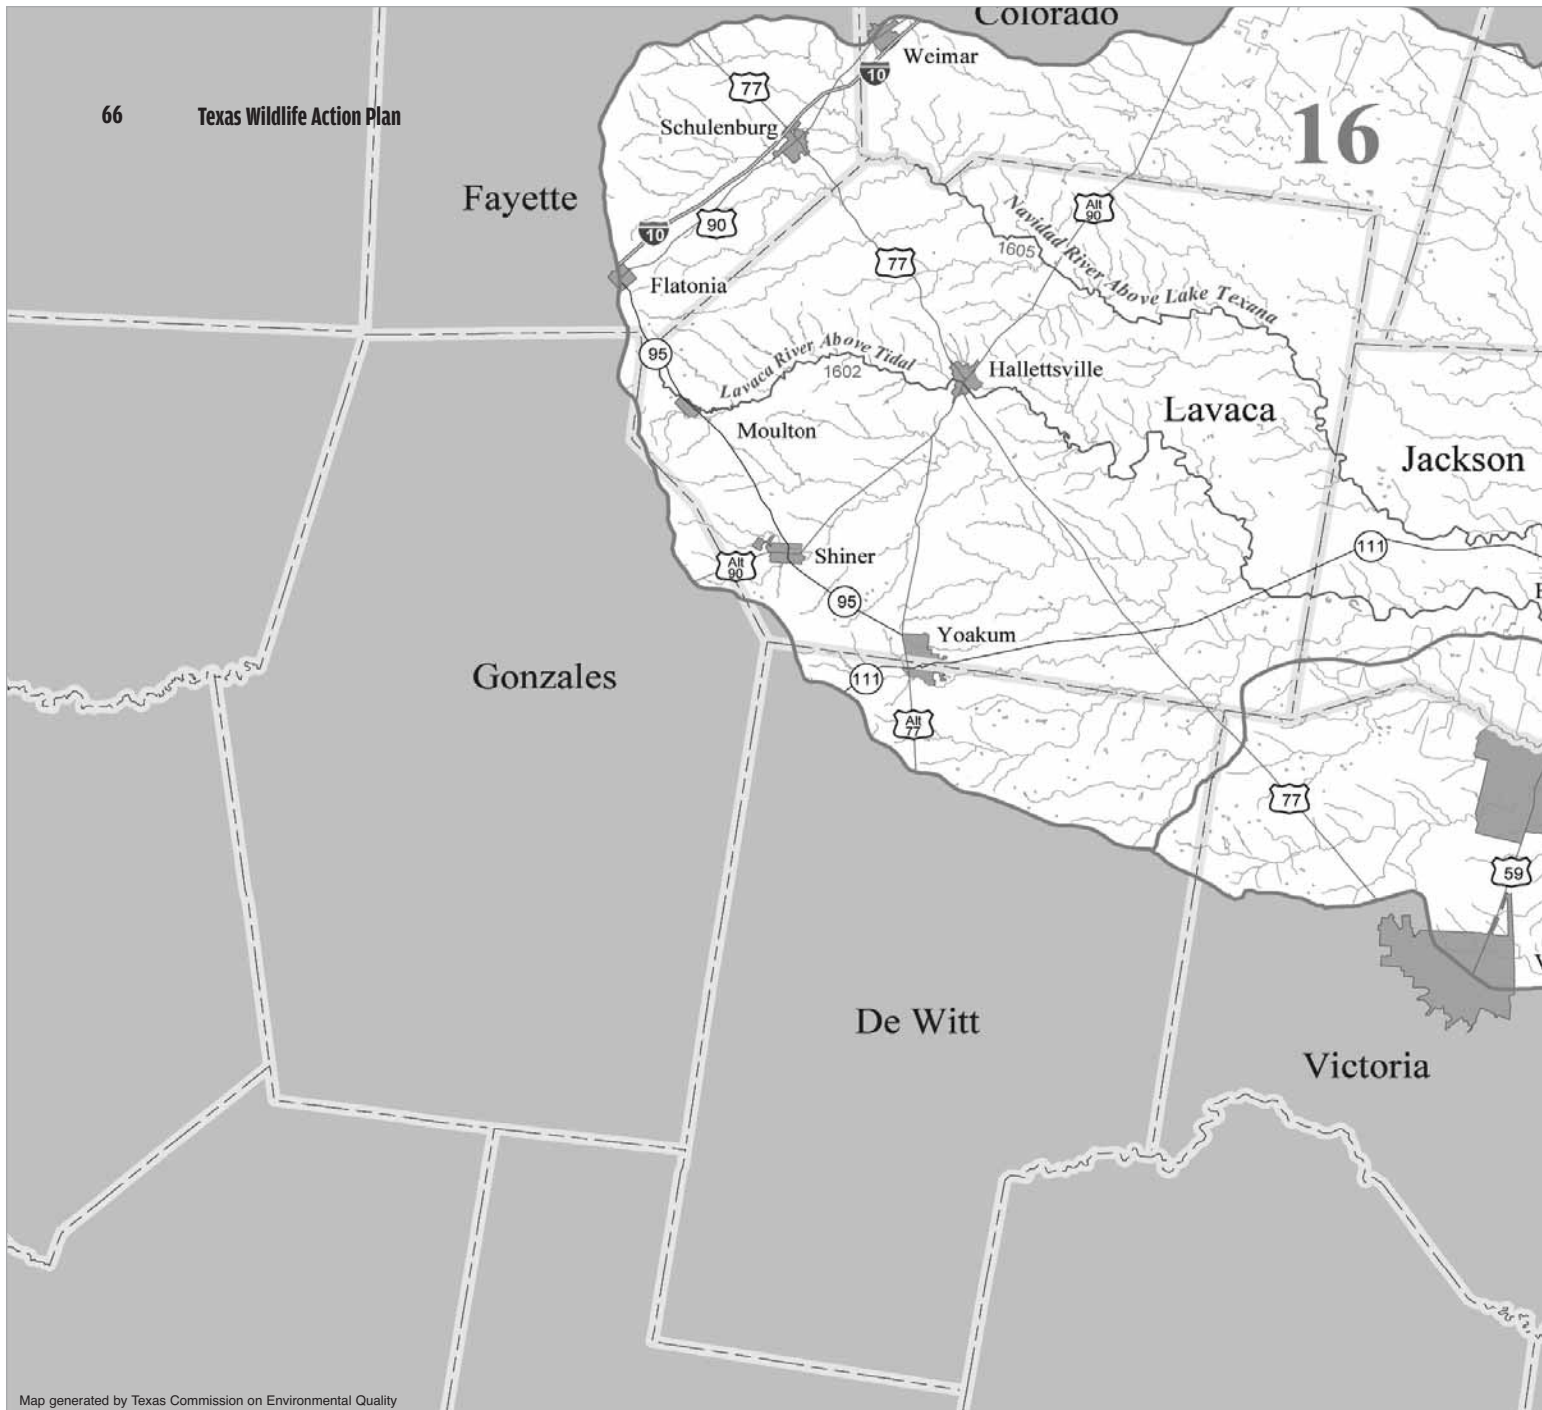 Colorado
Weimar
10
77
66 Texas Wildlife Action Plan
Schulenburg
16
Fayette
90
10
Alt
90
Navidad River Above Lake Texana
1605
77
Flatonia
95
Lavaca River Above Tidal
1602
Hallettsville
Lavaca
Moulton
Jackson
111
Shiner
Alt
90
95
Yoakum
Gonzales
111
Alt
77
77
59
De Witt
Victoria
Map generated by Texas Commission on Environmental Quality